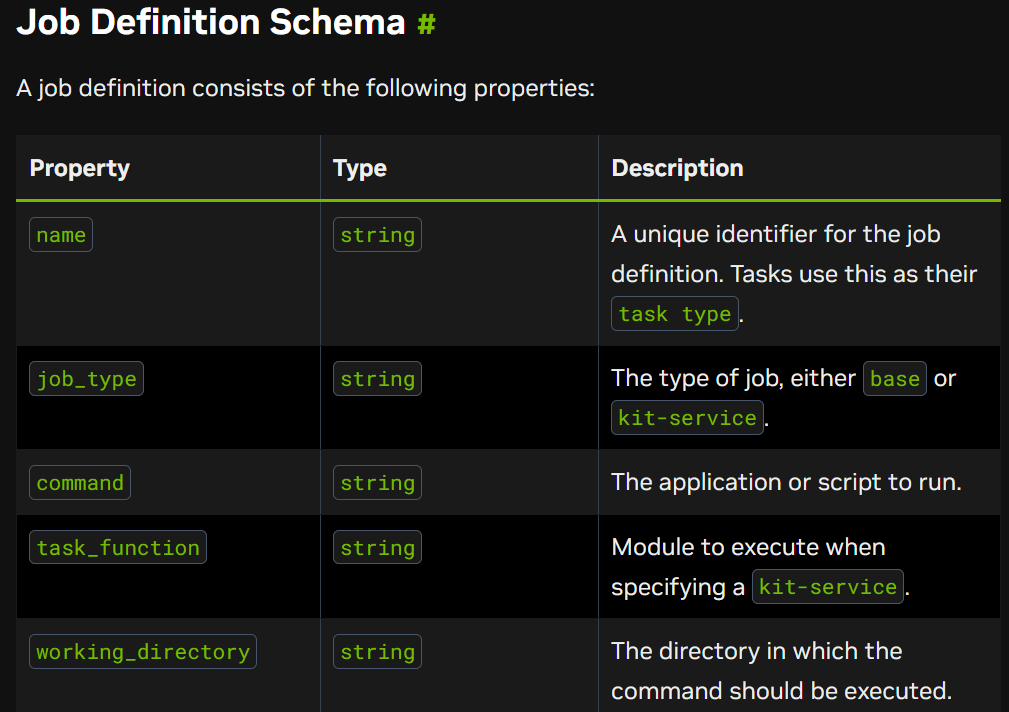 Job Definition Schema #
A job definition consists of the following properties:
Property Type Description
name string A unique identifier for the job
definition. Tasks use this as their
task type.
job_type string The type of job, either base or
kit-service.
command string The application or script to run.
task_function string Module to execute when
specifying a kit-service.
working_directory string The directory in which the
command should be executed.